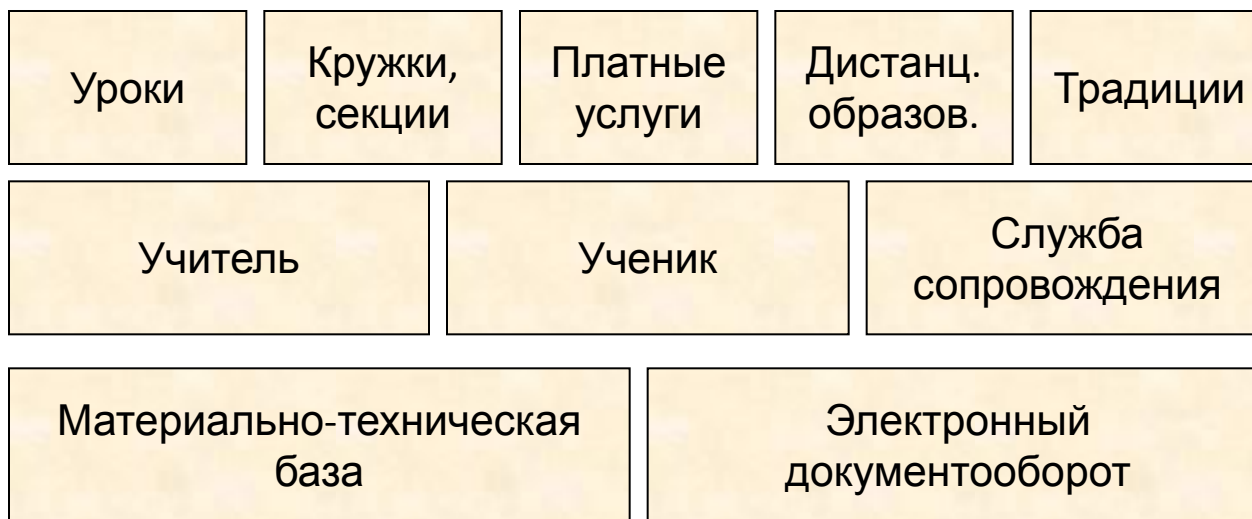 Уроки
Кружки,
секции
Платные
услуги
Дистанц.
образов.
Традиции
Учитель
Ученик
Служба
сопровождения
Материально-техническая
база
Электронный
документооборот